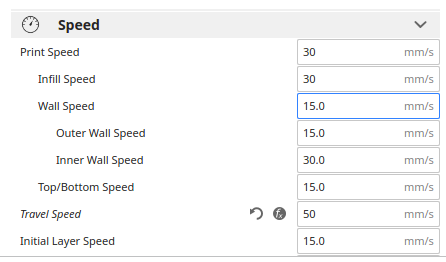 Speed
Print Speed 30 mm/s
Infill Speed 30 mm/s
Wall Speed 15.0 mm/s
Outer Wall Speed 15.0 mm/s
Inner Wall Speed 30.0 mm/s
Top/Bottom Speed 15.0 mm/s
Travel Speed fx 50 mm/s
Initial Layer Speed 15.0 mm/s